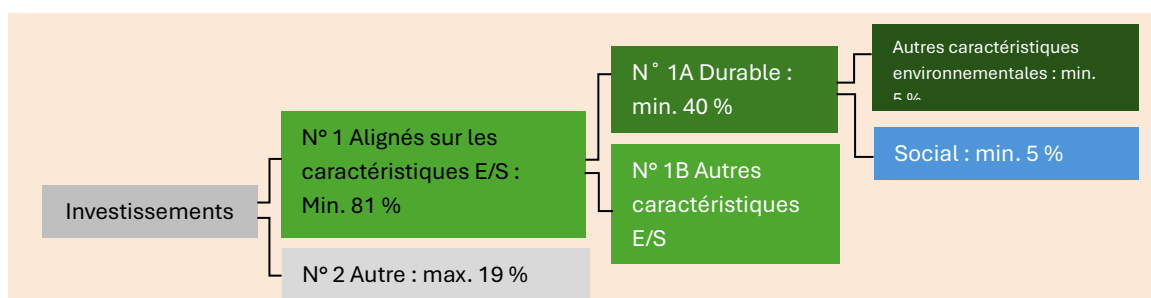 Investissements
N° 1 Alignés sur les
caractéristiques E/S :
Min. 81 %
N° 2 Autre : max. 19 %
N° 1A Durable :
min. 40 %
N° 1B Autres
caractéristiques
E/S
Autres caractéristiques
environnementales : min.
5 %
Social : min. 5 %